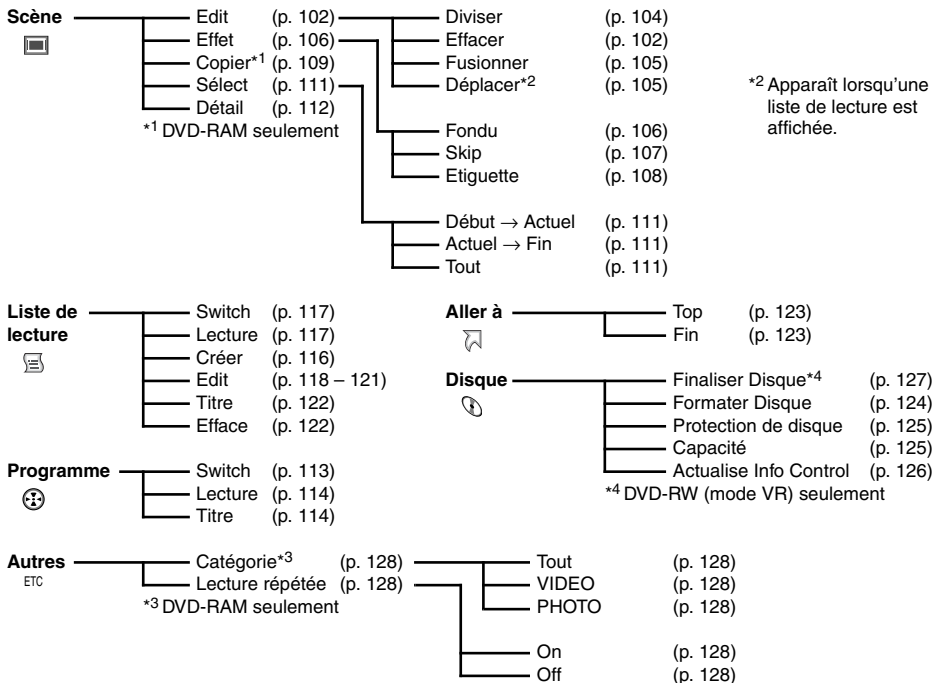 Scène
Edit (p. 102)
Effet (p. 106)
Copier*1 (p. 109)
Sélect (p. 111)
Détail (p. 112)
*1 DVD-RAM seulement
Diviser (p. 104)
Effacer (p. 102)
Fusionner (p. 105)
Déplacer*2 (p. 105)
*2 Apparaît lorsqu'une
liste de lecture est
affichée.
Fondu (p. 106)
Skip (p. 107)
Etiguette (p. 108)
Début → Actuel (p. 111)
Actuel → Fin (p. 111)
Tout (p. 111)
Liste de
lecture
Switch (p. 117)
Lecture (p. 117)
Créer (p. 116)
Edit (p. 118 – 121)
Titre (p. 122)
Efface (p. 122)
Aller à
Top (p. 123)
Fin (p. 123)
Disque
Finaliser Disque*4 (p. 127)
Formater Disque (p. 124)
Protection de disque (p. 125)
Capacité (p. 125)
Actualise Info Control (p. 126)
*4 DVD-RW (mode VR) seulement
Programme
Switch (p. 113)
Lecture (p. 114)
Titre (p. 114)
Autres
ETC
Catégorie*3 (p. 128)
Lecture répétée (p. 128)
*3 DVD-RAM seulement
Tout (p. 128)
VIDEO (p. 128)
PHOTO (p. 128)
On (p. 128)
Off (p. 128)